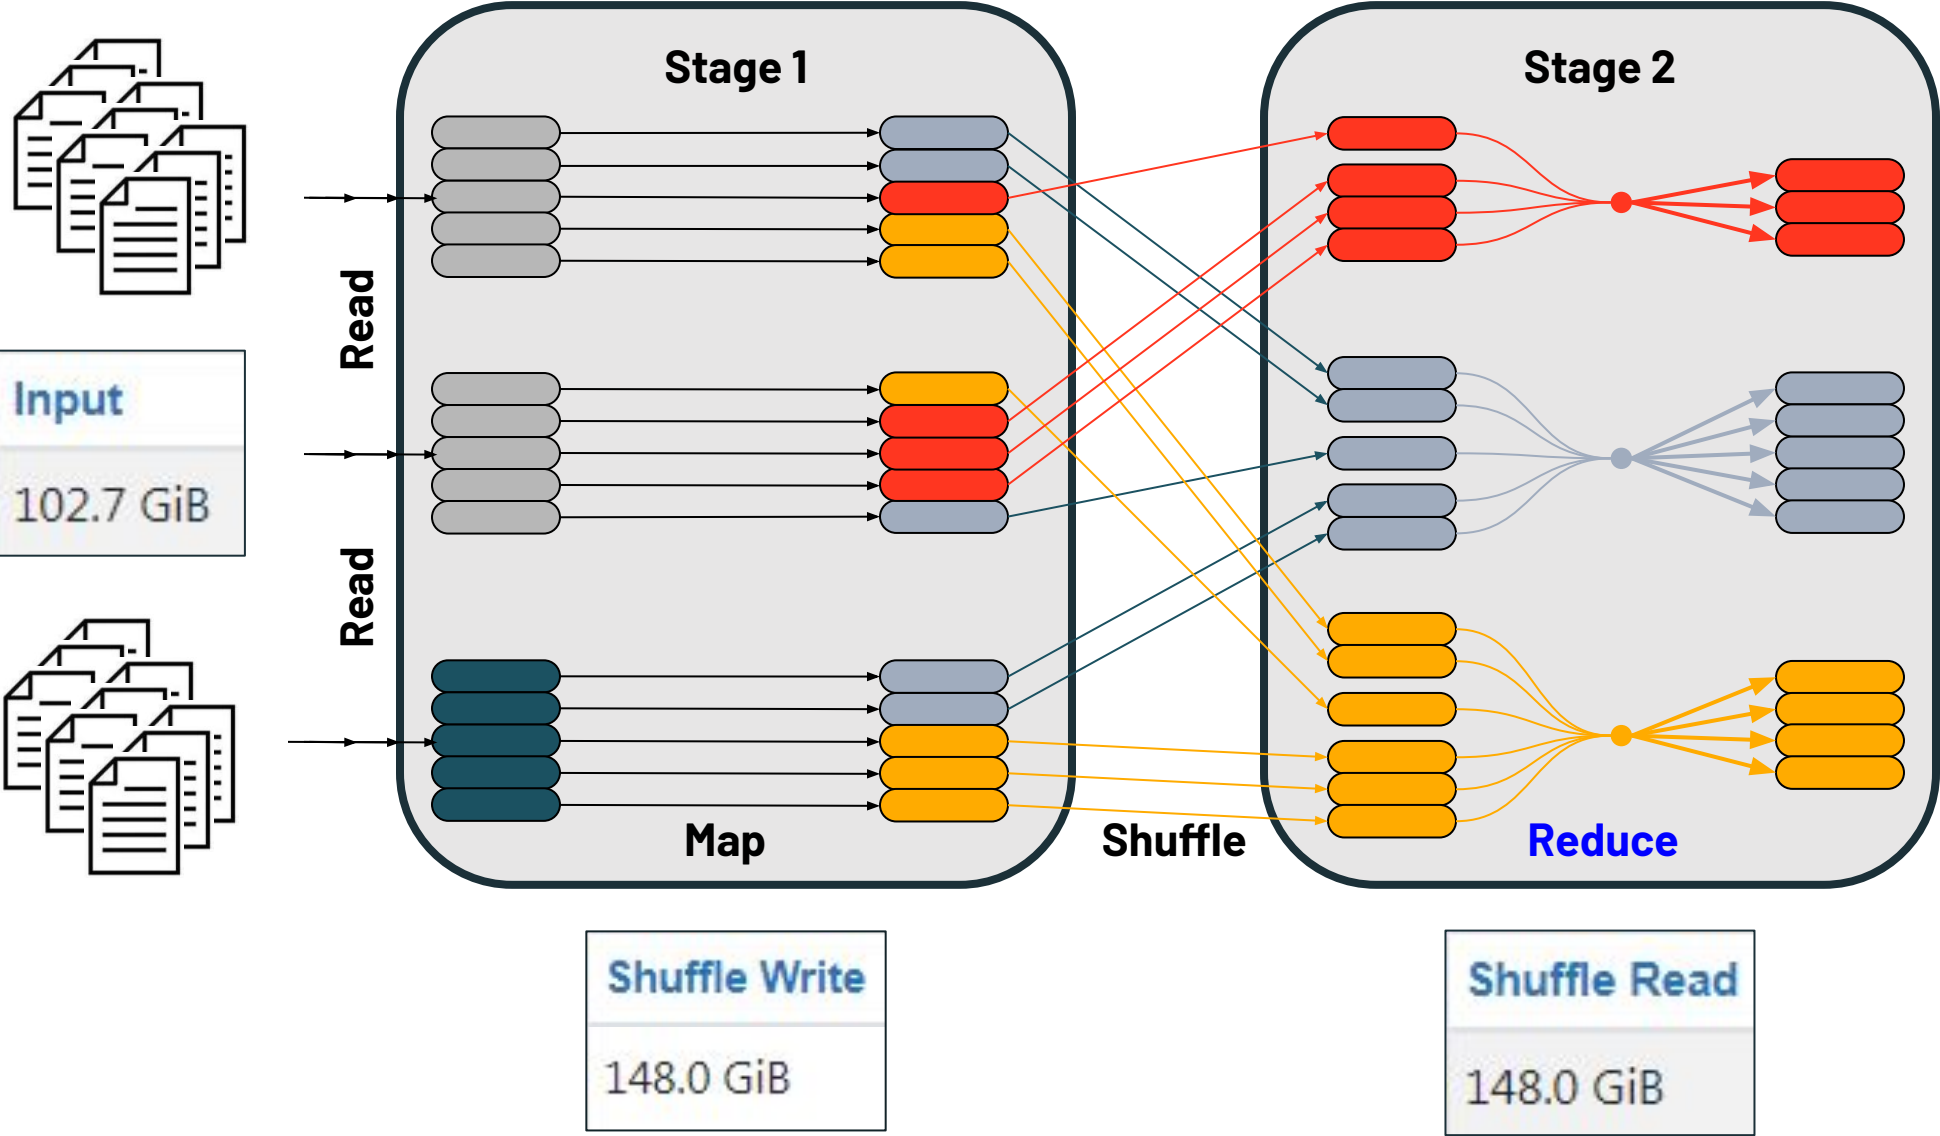 Stage 1
Stage 2
Read
Input
102.7 GiB
Read
Map
Shuffle
Reduce
Shuffle Write
148.0 GiB
Shuffle Read
148.0 GiB